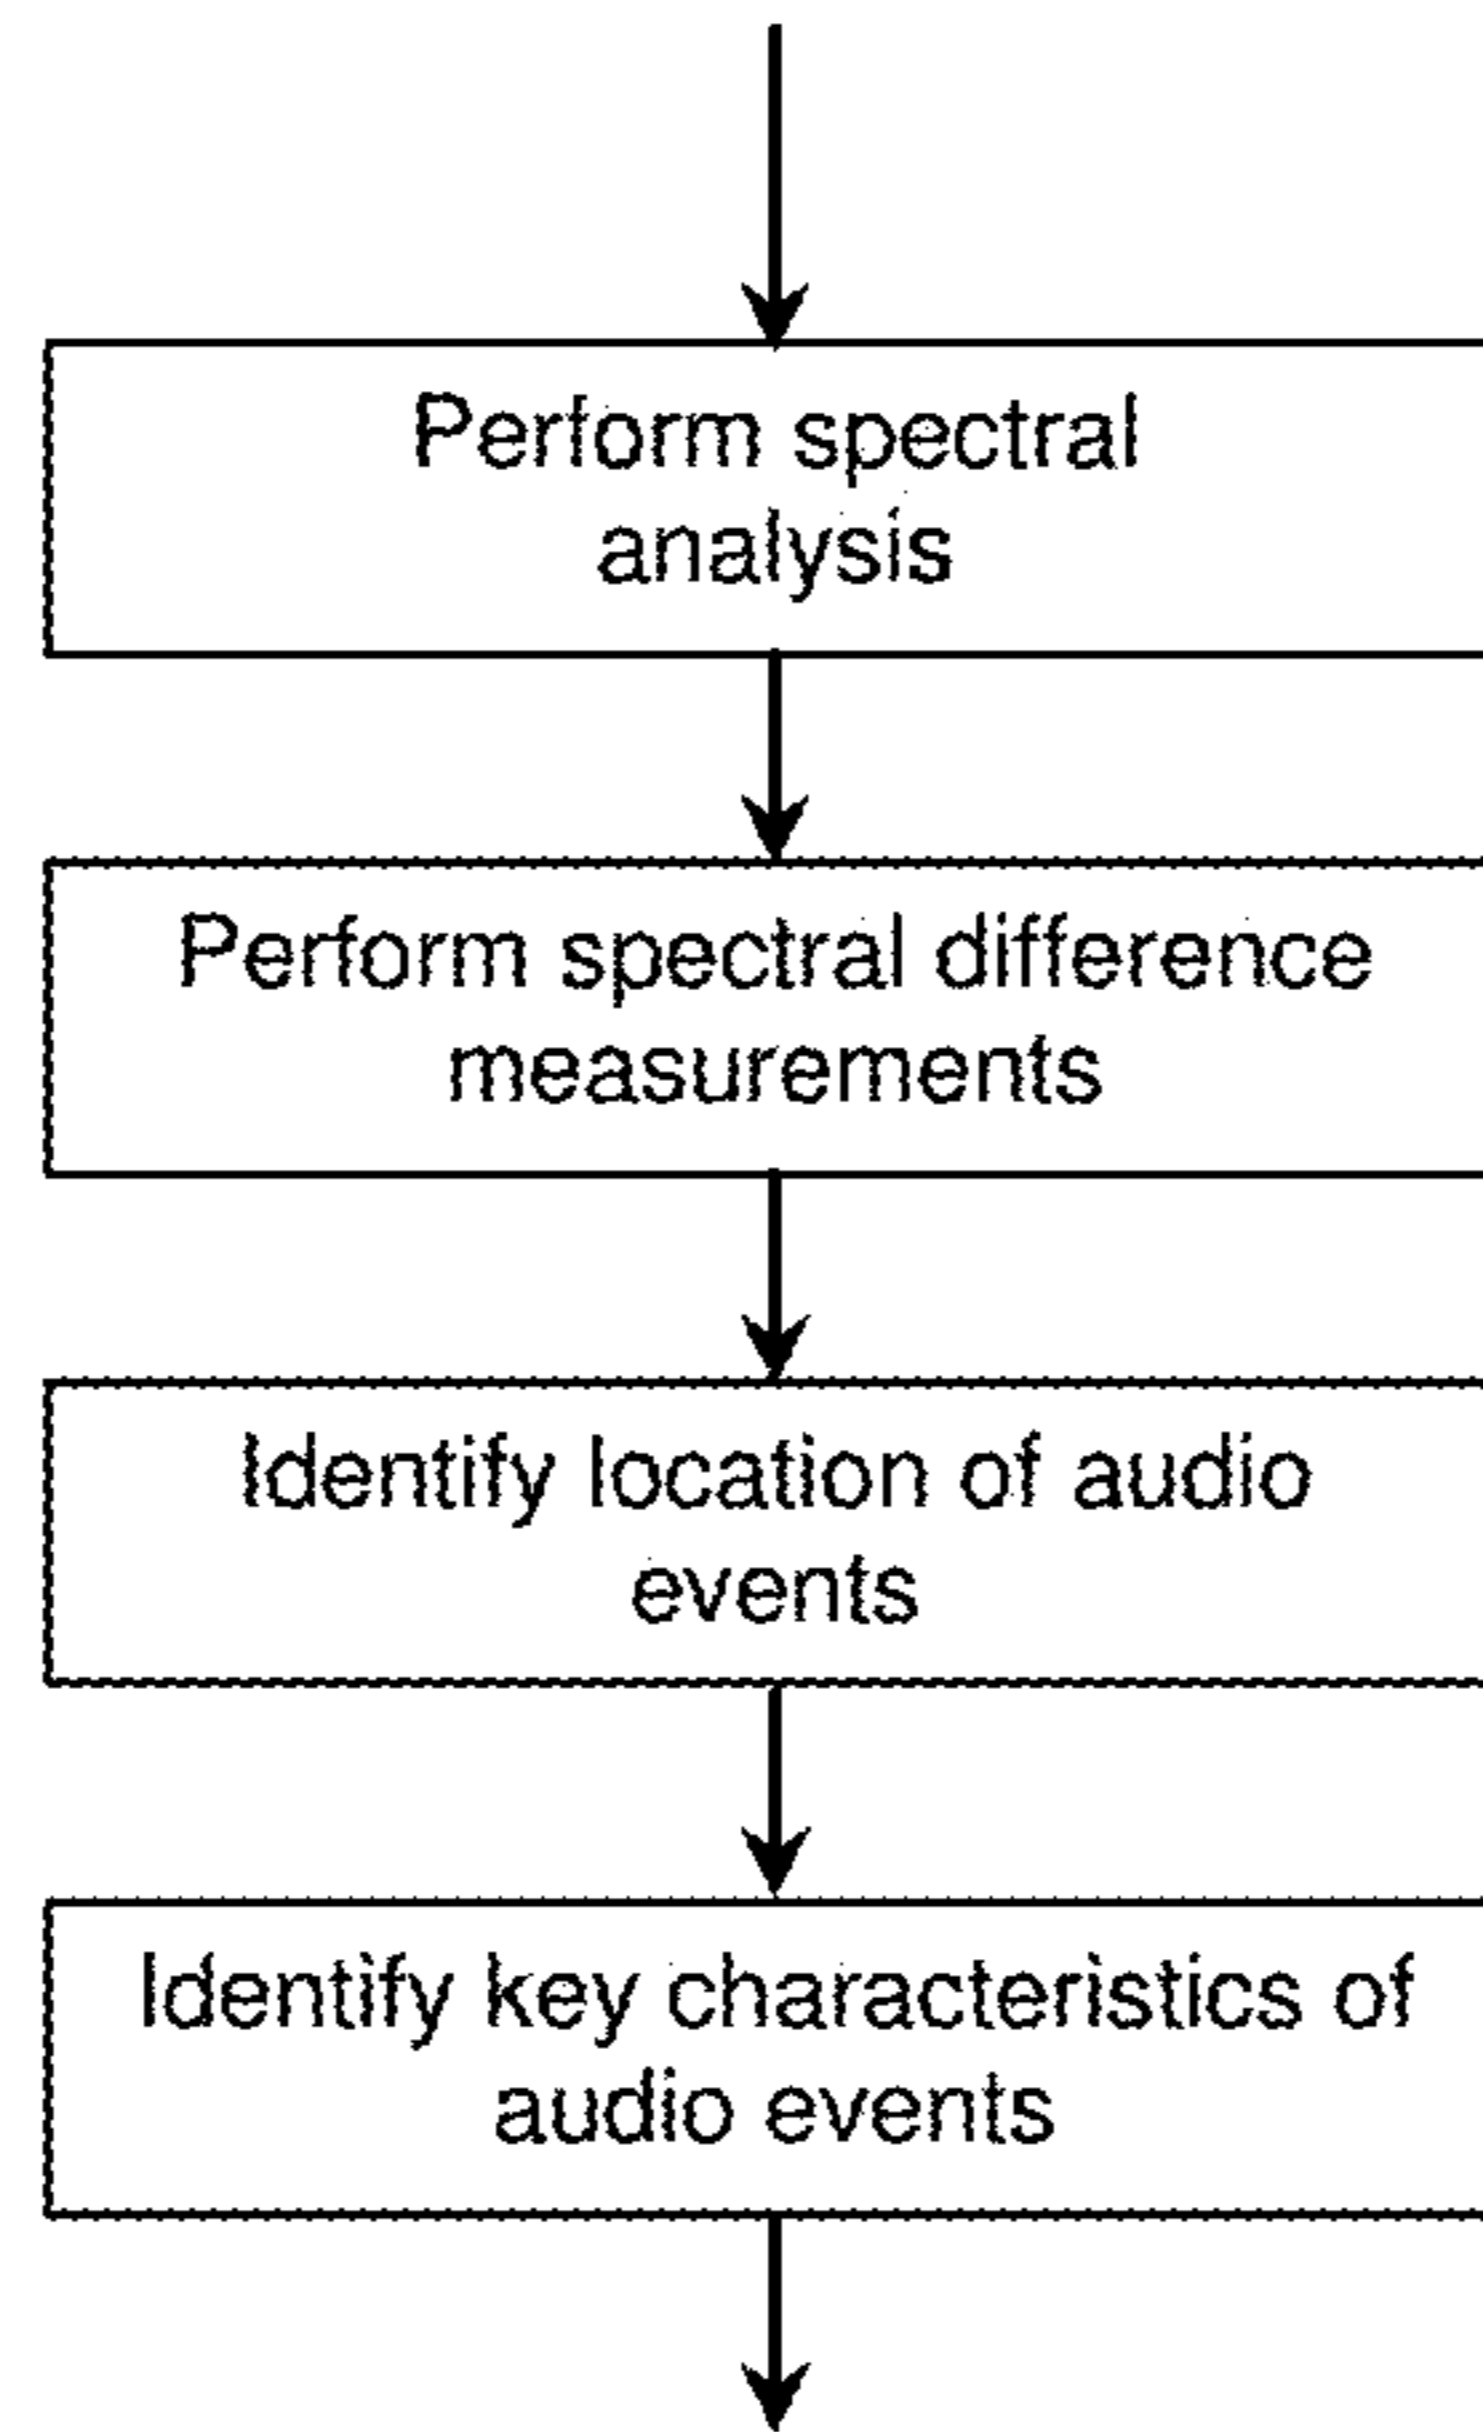 Perform spectral
analysis
Perform spectral difference
measurements
Identify location of audio
events
Identify key characteristics of
audio events